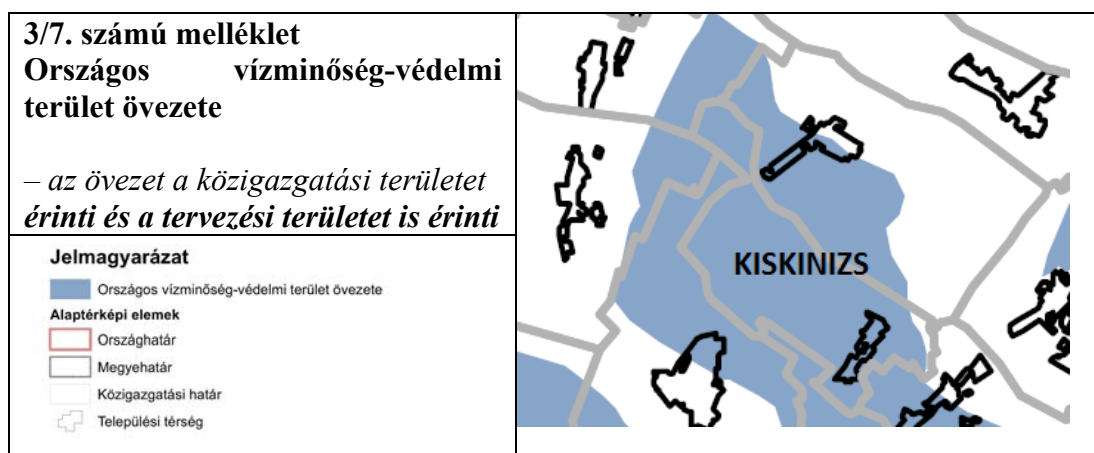 3/7. számú melléklet
Országos vízminőség-védelmi
terület övezete
– az övezet a közigazgatási területet
érinti és a tervezési területet is érinti
Jelmagyarázat
Országos vízminőség-védelmi terület övezete
Alaptérképi elemek
Országhatár
Megyehatár
Közigazgatási határ
Települési térség
KISKINIZS